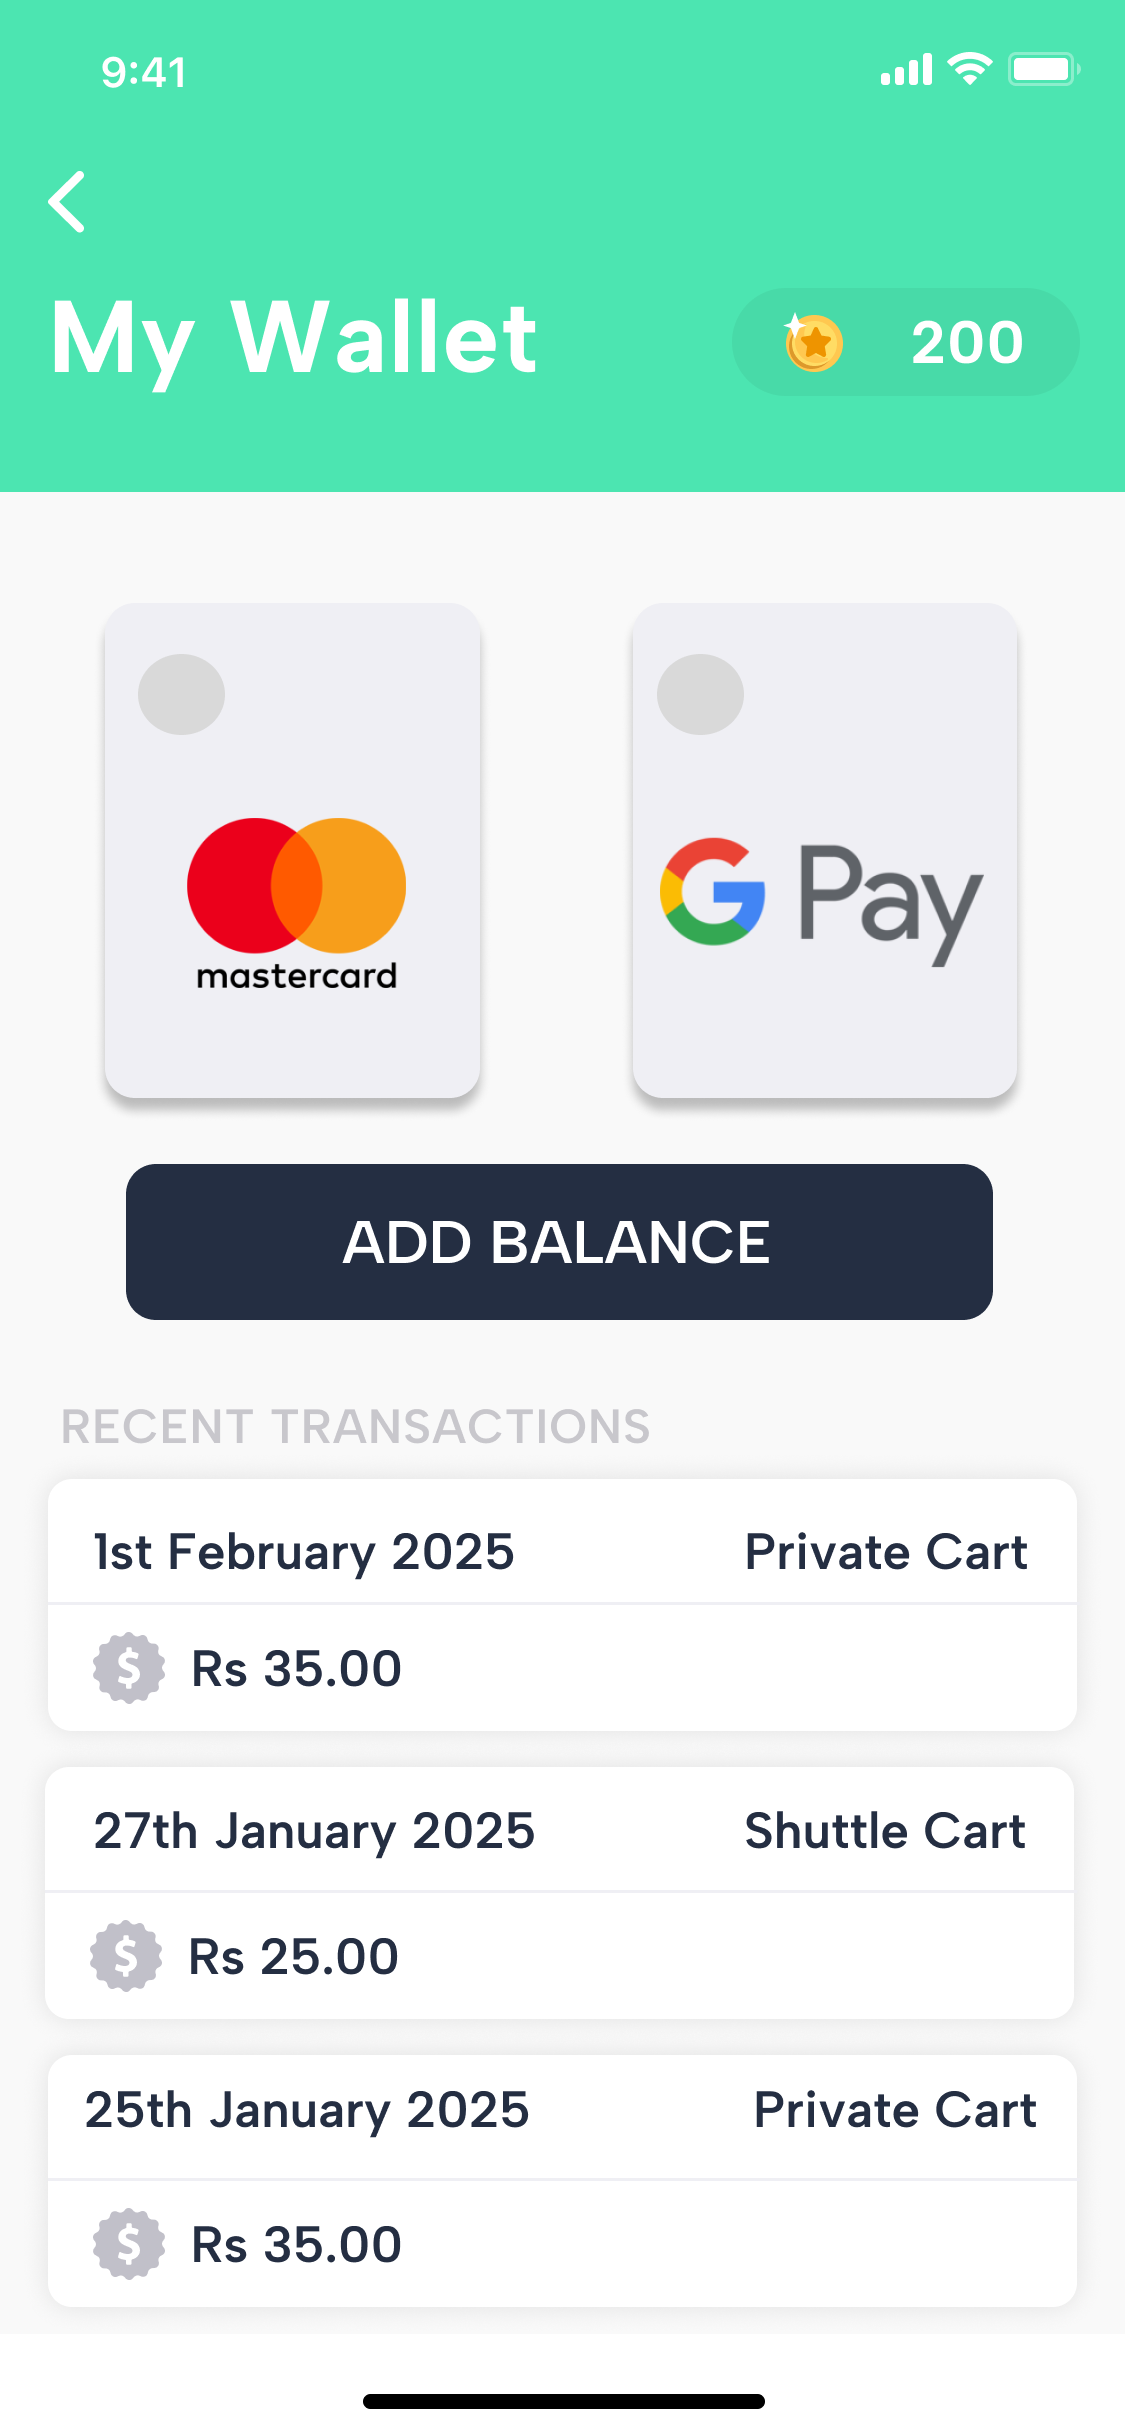 9:41
My Wallet
200
mastercard
G Pay
ADD BALANCE
RECENT TRANSACTIONS
1st February 2025 Private Cart
$ Rs 35.00
27th January 2025 Shuttle Cart
$ Rs 25.00
25th January 2025 Private Cart
$ Rs 35.00